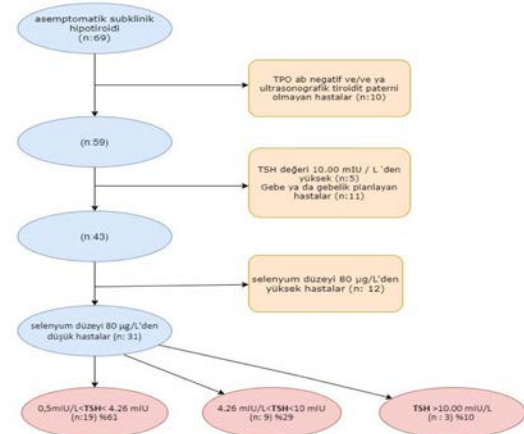 asemptomatik subklinik
hipotiroidi
(n:69)
TPO ab negatif ve/ve ya
ultrasonografik tiroidit paterni
olmayan hastalar (n:10)
(n:59)
TSH değeri 10.00 mIU / L 'den
yüksek (n:5)
Gebe ya da gebelik planlayan
hastalar (n:11)
(n:43)
selenyum düzeyi 80 µg/L'den
yüksek hastalar (n: 12)
selenyum düzeyi 80 µg/L'den
düşük hastalar (n: 31)
0,5mIU/L<TSH< 4.26 mIU
(n:19) %61
4.26 mIU/L<TSH<10 mIU
(n: 9) %29
TSH >10.00 mIU/L
(n : 3) %10